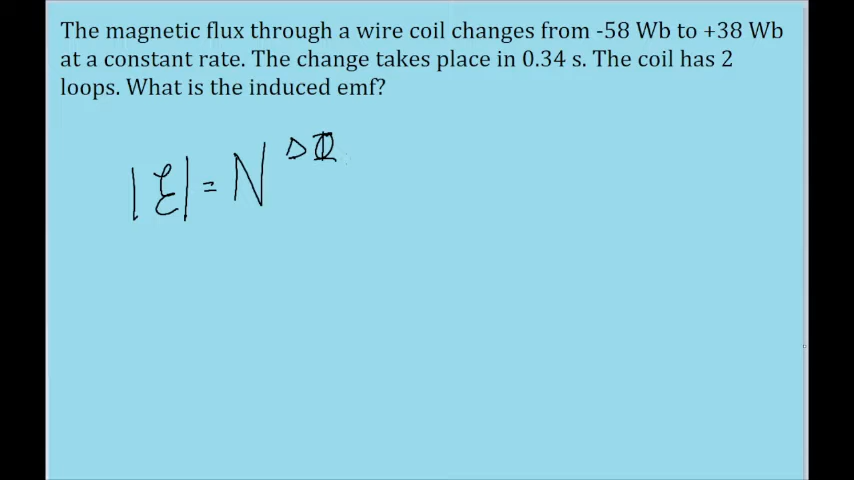 The magnetic flux through a wire coil changes from -58 Wb to +38 Wb
at a constant rate. The change takes place in 0.34 s. The coil has 2
loops. What is the induced emf?
|ℰ| = N ΔΦ